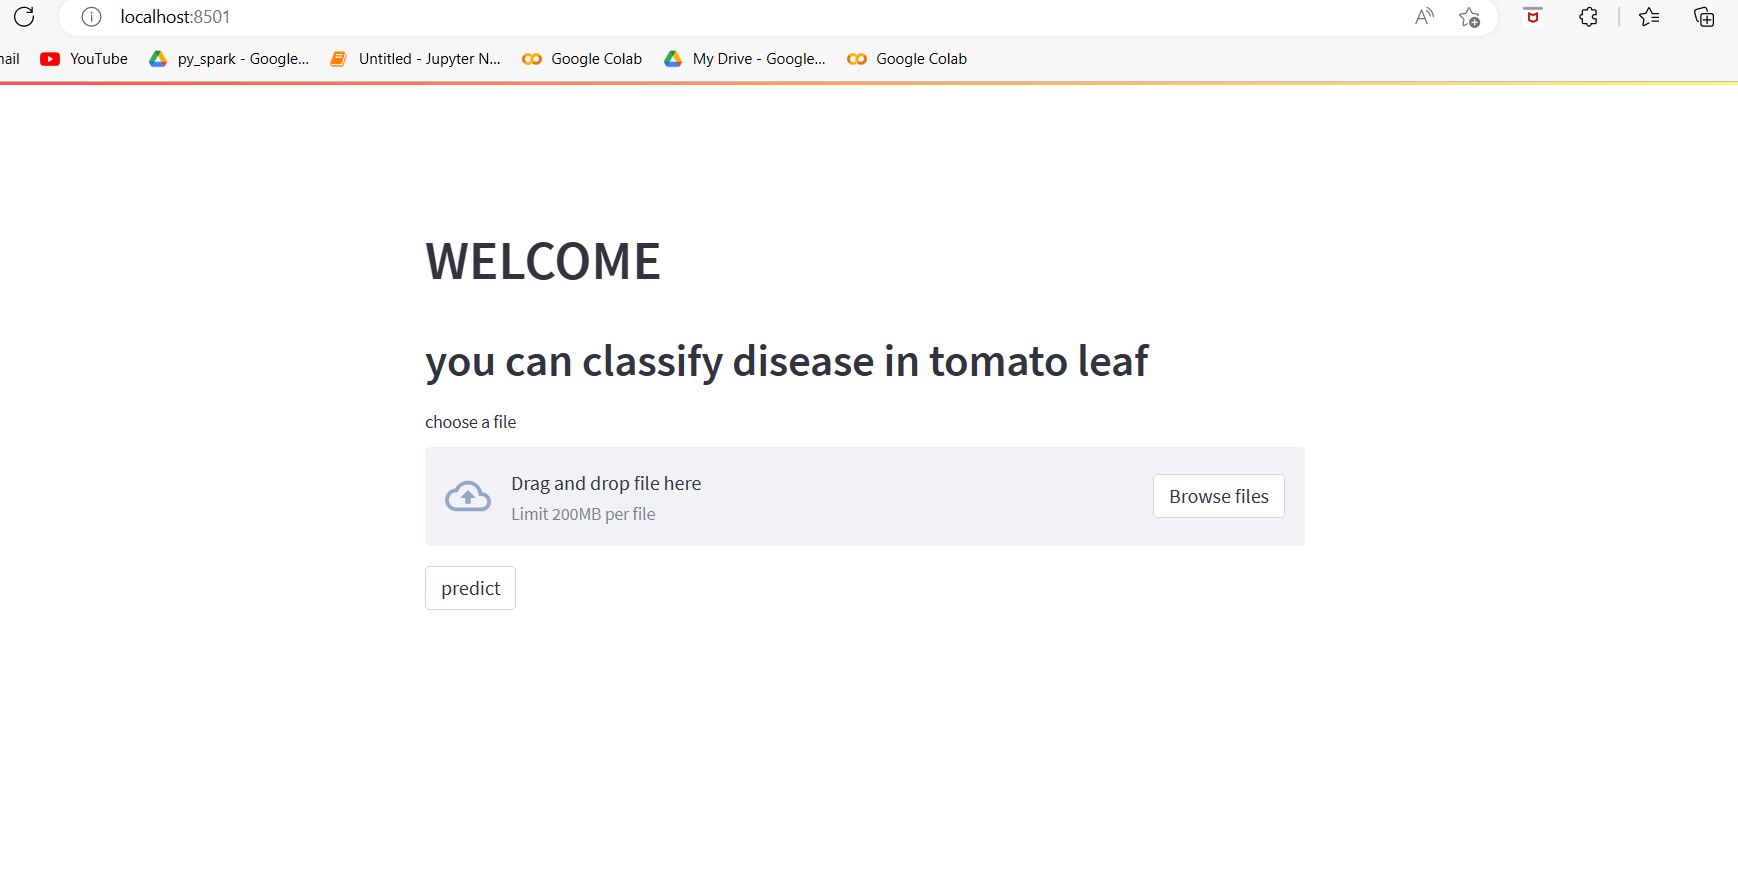 localhost:8501
ail YouTube py_spark - Google... Untitled - Jupyter N... Google Colab My Drive - Google... Google Colab
WELCOME
you can classify disease in tomato leaf
choose a file
Drag and drop file here
Limit 200MB per file
Browse files
predict